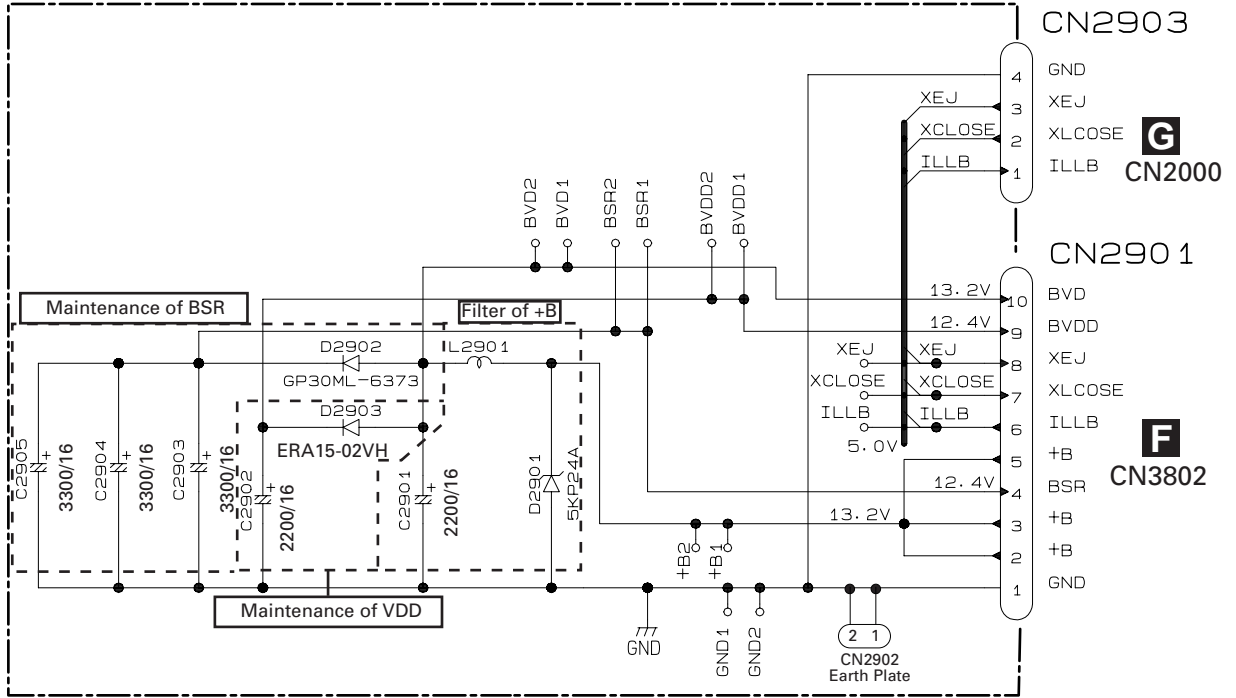 CN2903
4 GND
XEJ 3 XEJ
XCLOSE 2 XLCOSE
ILLB 1 ILLB
G
CN2000
BVD2
BVD1
BSR2
BSR1
BVDD2
BVDD1
CN2901
13.2V 10 BVD
12.4V 9 BVDD
XEJ XEJ 8 XEJ
XCLOSE XCLOSE 7 XLCOSE
ILLB ILLB 6 ILLB
5.0V
5 +B
12.4V 4 BSR
13.2V 3 +B
2 +B
1 GND
F
CN3802
Maintenance of BSR
Filter of +B
D2902
GP30ML-6373
L2901
D2903
ERA15-02VH
C2905
+
3300/16
C2904
+
3300/16
C2903
+
3300/16
C2902
+
2200/16
C2901
+
2200/16
D2901
5KP24A
+B2
+B1
Maintenance of VDD
GND
GND1
GND2
2 1
CN2902
Earth Plate